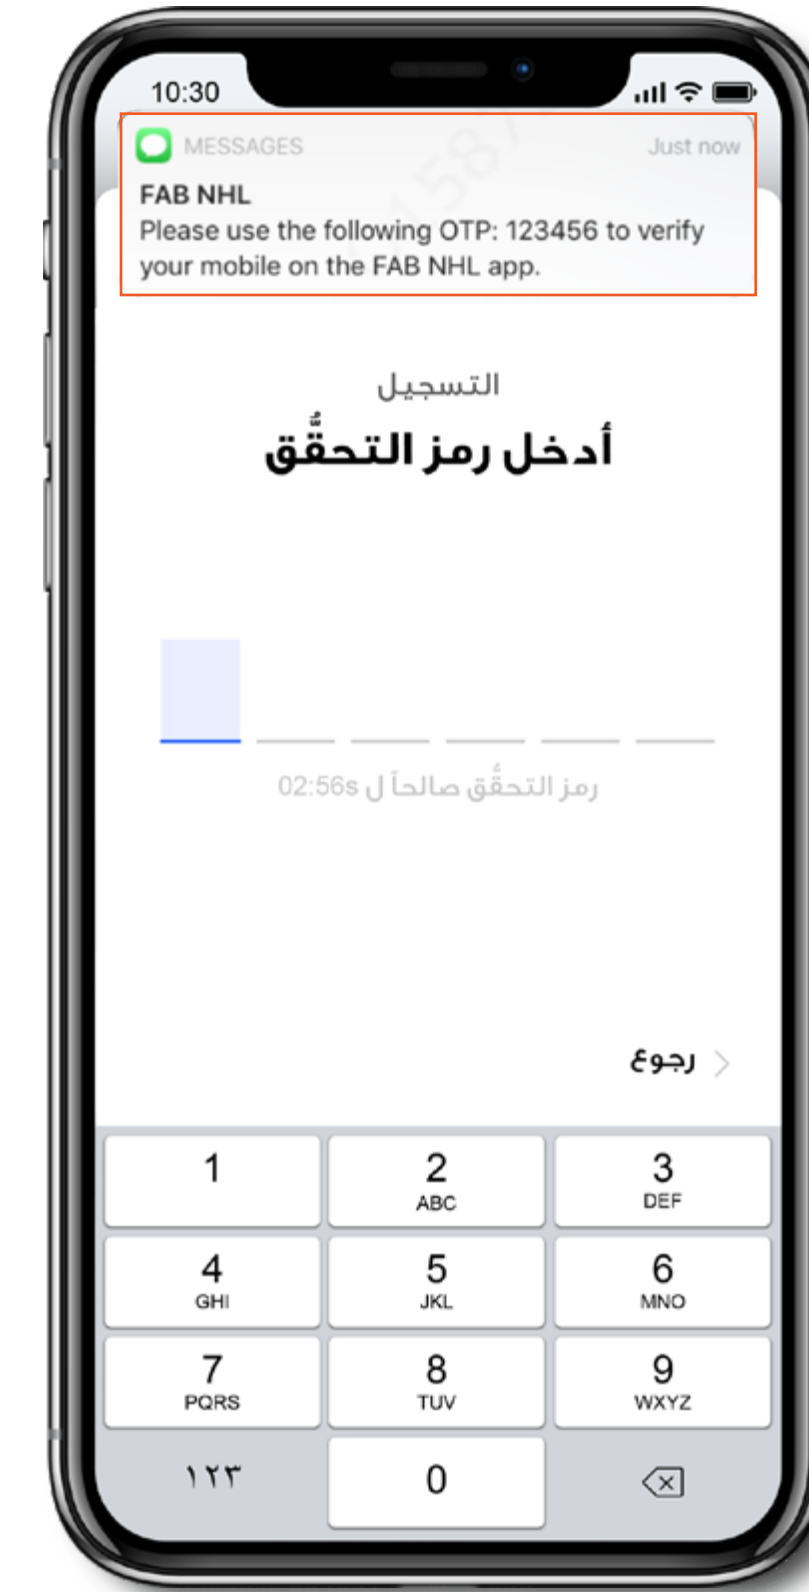 10:30
MESSAGES Just now
FAB NHL
Please use the following OTP: 123456 to verify
your mobile on the FAB NHL app.
التسجيل
أدخل رمز التحقُّق
رمز التحقُّق صالحاً ل 02:56s
رجوع
1 2 3
ABC DEF
4 5 6
GHI JKL MNO
7 8 9
PQRS TUV WXYZ
١٢٣ 0